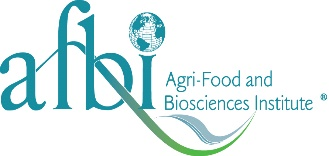 afbi
Agri-Food and
Biosciences Institute ®